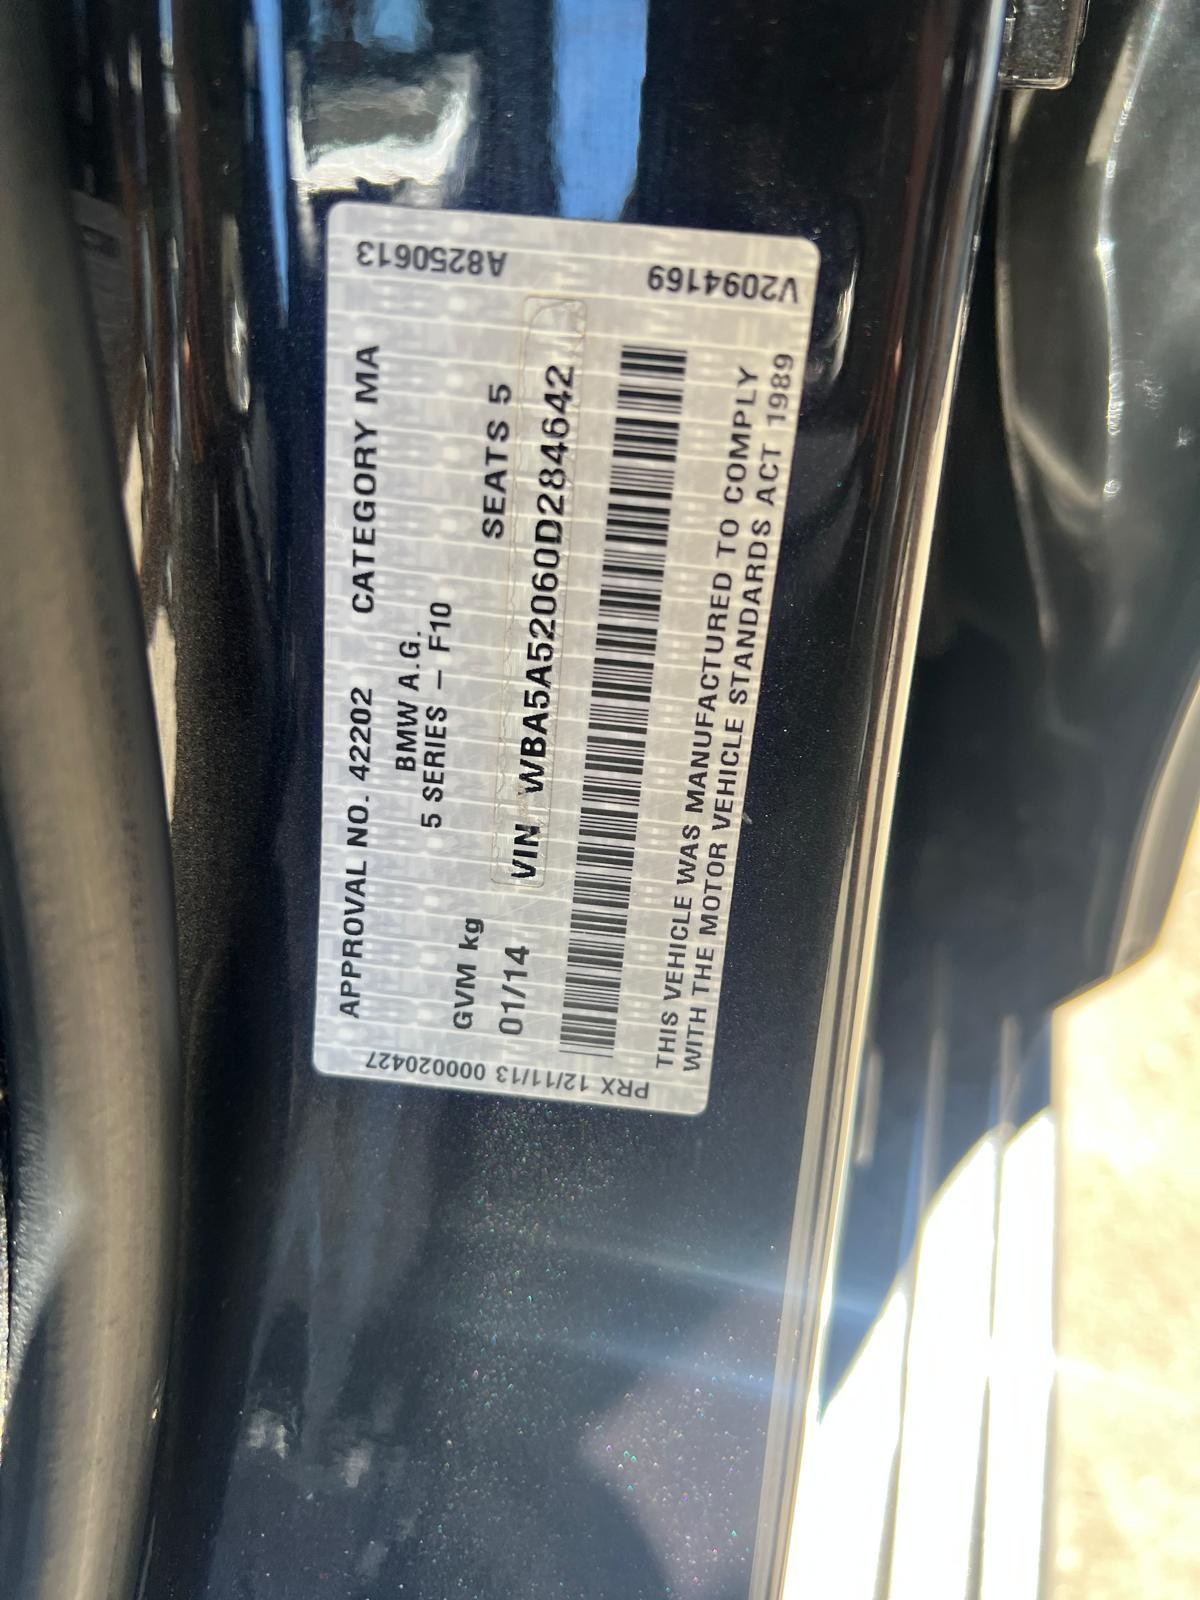 APPROVAL NO. 42202 CATEGORY MA
BMW A.G.
5 SERIES – F10
GVM kg SEATS 5
01/14 VIN WBA5A52060D284642
THIS VEHICLE WAS MANUFACTURED TO COMPLY
WITH THE MOTOR VEHICLE STANDARDS ACT 1989
A8250613
V2094169
PRX 12/11/13 000020427